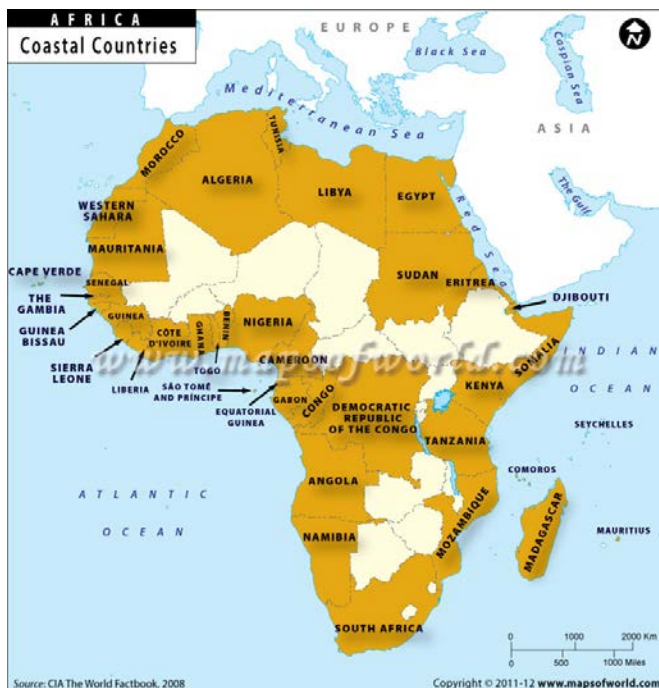 AFRICA
Coastal Countries
EUROPE
Black Sea
Caspian Sea
N
Mediterranean Sea
ASIA
MOROCCO
TUNISIA
ALGERIA
LIBYA
EGYPT
The Gulf
WESTERN
SAHARA
Red Sea
MAURITANIA
CAPE VERDE
SENEGAL
SUDAN
ERITREA
THE
GAMBIA
DJIBOUTI
GUINEA
GUINEA
BISSAU
CÔTE
D'IVOIRE
GHANA
BENIN
NIGERIA
SOMALIA
www.mapsofworld.com
SIERRA
LEONE
LIBERIA
TOGO
CAMEROON
SÃO TOMÉ
AND PRÍNCIPE
EQUATORIAL
GUINEA
GABON
CONGO
DEMOCRATIC
REPUBLIC
OF THE CONGO
KENYA
INDIAN
OCEAN
TANZANIA
SEYCHELLES
ANGOLA
COMOROS
ATLANTIC
OCEAN
NAMIBIA
MOZAMBIQUE
MADAGASCAR
MAURITIUS
SOUTH AFRICA
0 1000 2000 Km
0 500 1000 Miles
Source: CIA The World Factbook, 2008
Copyright © 2011-12 www.mapsofworld.com